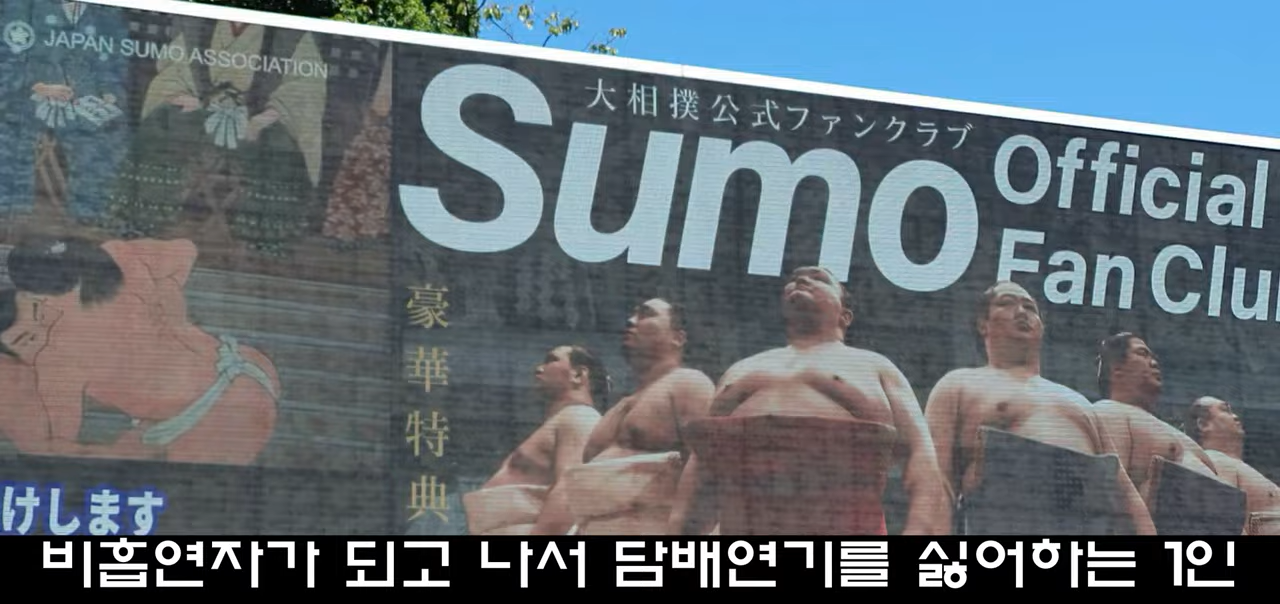 JAPAN SUMO ASSOCIATION
大相撲公式ファンクラブ
Sumo
Official
Fan Clu
豪華特典
けします
비흡연자가 되고 나서 담배연기를 싫어하는 1인